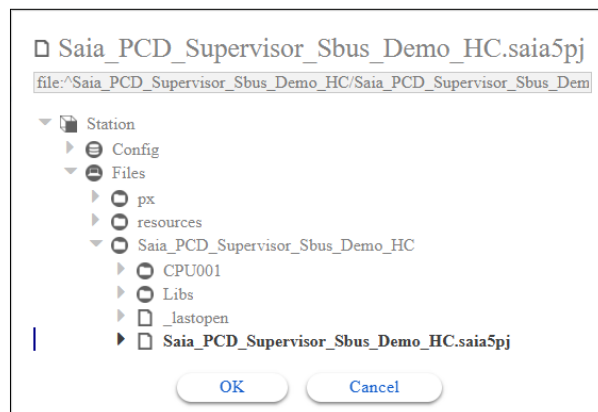 Saia_PCD_Supervisor_Sbus_Demo_HC.saia5pj
file:^Saia_PCD_Supervisor_Sbus_Demo_HC/Saia_PCD_Supervisor_Sbus_Dem
Station
Config
Files
px
resources
Saia_PCD_Supervisor_Sbus_Demo_HC
CPU001
Libs
_lastopen
Saia_PCD_Supervisor_Sbus_Demo_HC.saia5pj
OK Cancel